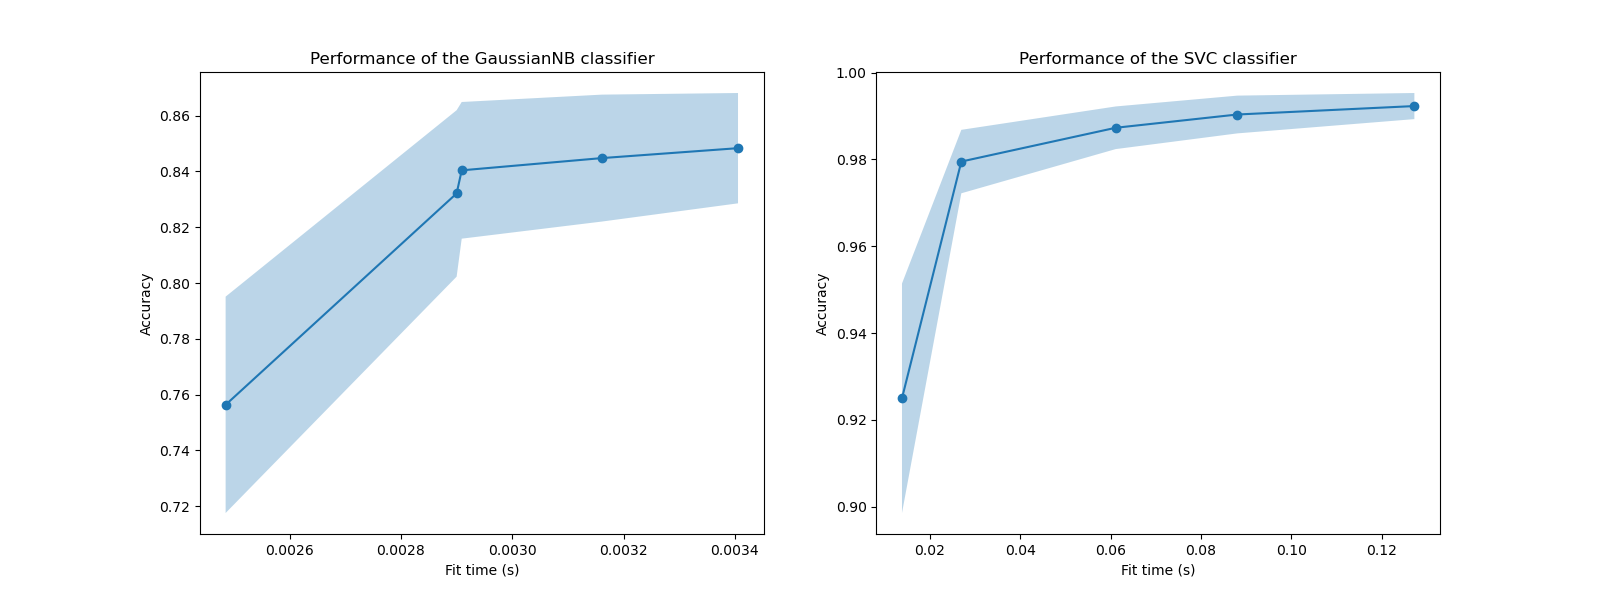 Performance of the GaussianNB classifier
Accuracy
0.86
0.84
0.82
0.80
0.78
0.76
0.74
0.72
0.0026 0.0028 0.0030 0.0032 0.0034
Fit time (s)
Performance of the SVC classifier
Accuracy
1.00
0.98
0.96
0.94
0.92
0.90
0.02 0.04 0.06 0.08 0.10 0.12
Fit time (s)